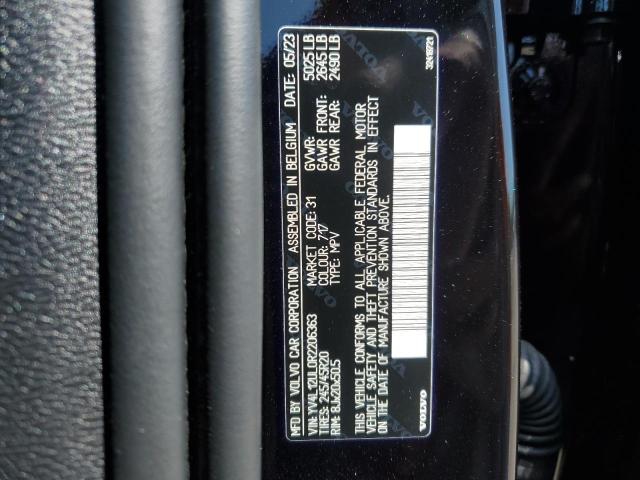 MFD BY VOLVO CAR CORPORATION ASSEMBLED IN BELGIUM DATE: 05/23
VIN: YV4L12UL0R2206363 MARKET CODE: 31 GVWR: 5025 LB
TIRES: 245/45R20 COLOUR: 717 GAWR FRONT: 2645 LB
RIM: 8Jx20x50.5 TYPE: MPV GAWR REAR: 2490 LB
THIS VEHICLE CONFORMS TO ALL APPLICABLE FEDERAL MOTOR
VEHICLE SAFETY AND THEFT PREVENTION STANDARDS IN EFFECT
ON THE DATE OF MANUFACTURE SHOWN ABOVE.
VOLVO
32419721